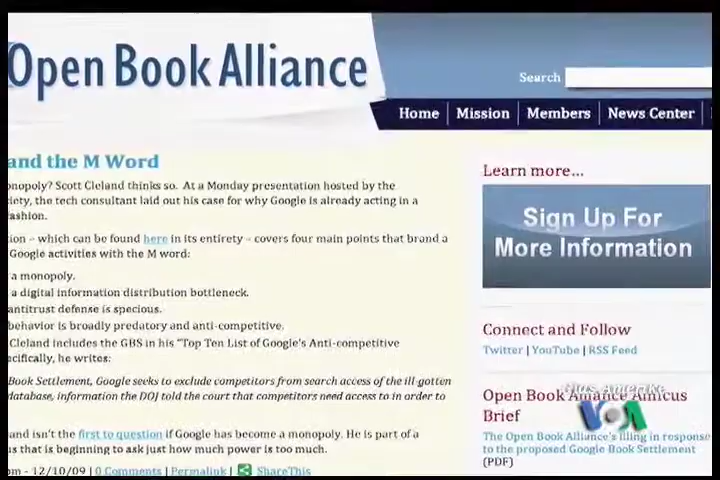 Open Book Alliance
Search
Home
Mission
Members
News Center
and the M Word
onopoly? Scott Cleland thinks so. At a Monday presentation hosted by the
iety, the tech consultant laid out his case for why Google is already acting in a
ashion.
ion – which can be found here in its entirety – covers four main points that brand a
Google activities with the M word:
a monopoly.
a digital information distribution bottleneck.
antitrust defense is specious.
behavior is broadly predatory and anti-competitive.
Cleland includes the GBS in his "Top Ten List of Google's Anti-competitive
ecifically, he writes:
Book Settlement, Google seeks to exclude competitors from search access of the ill-gotten
database, information the DOJ told the court that competitors need access to in order to
and isn't the first to question if Google has become a monopoly. He is part of a
s that is beginning to ask just how much power is too much.
pm - 12/10/09 | 0 Comments | Permalink | ShareThis
Learn more...
Sign Up For
More Information
Connect and Follow
Twitter | YouTube | RSS Feed
Open Book Alliance Amicus
Brief
The Open Book Alliance's filing in response
to the proposed Google Book Settlement
(PDF)
Glas Amerike
VOA